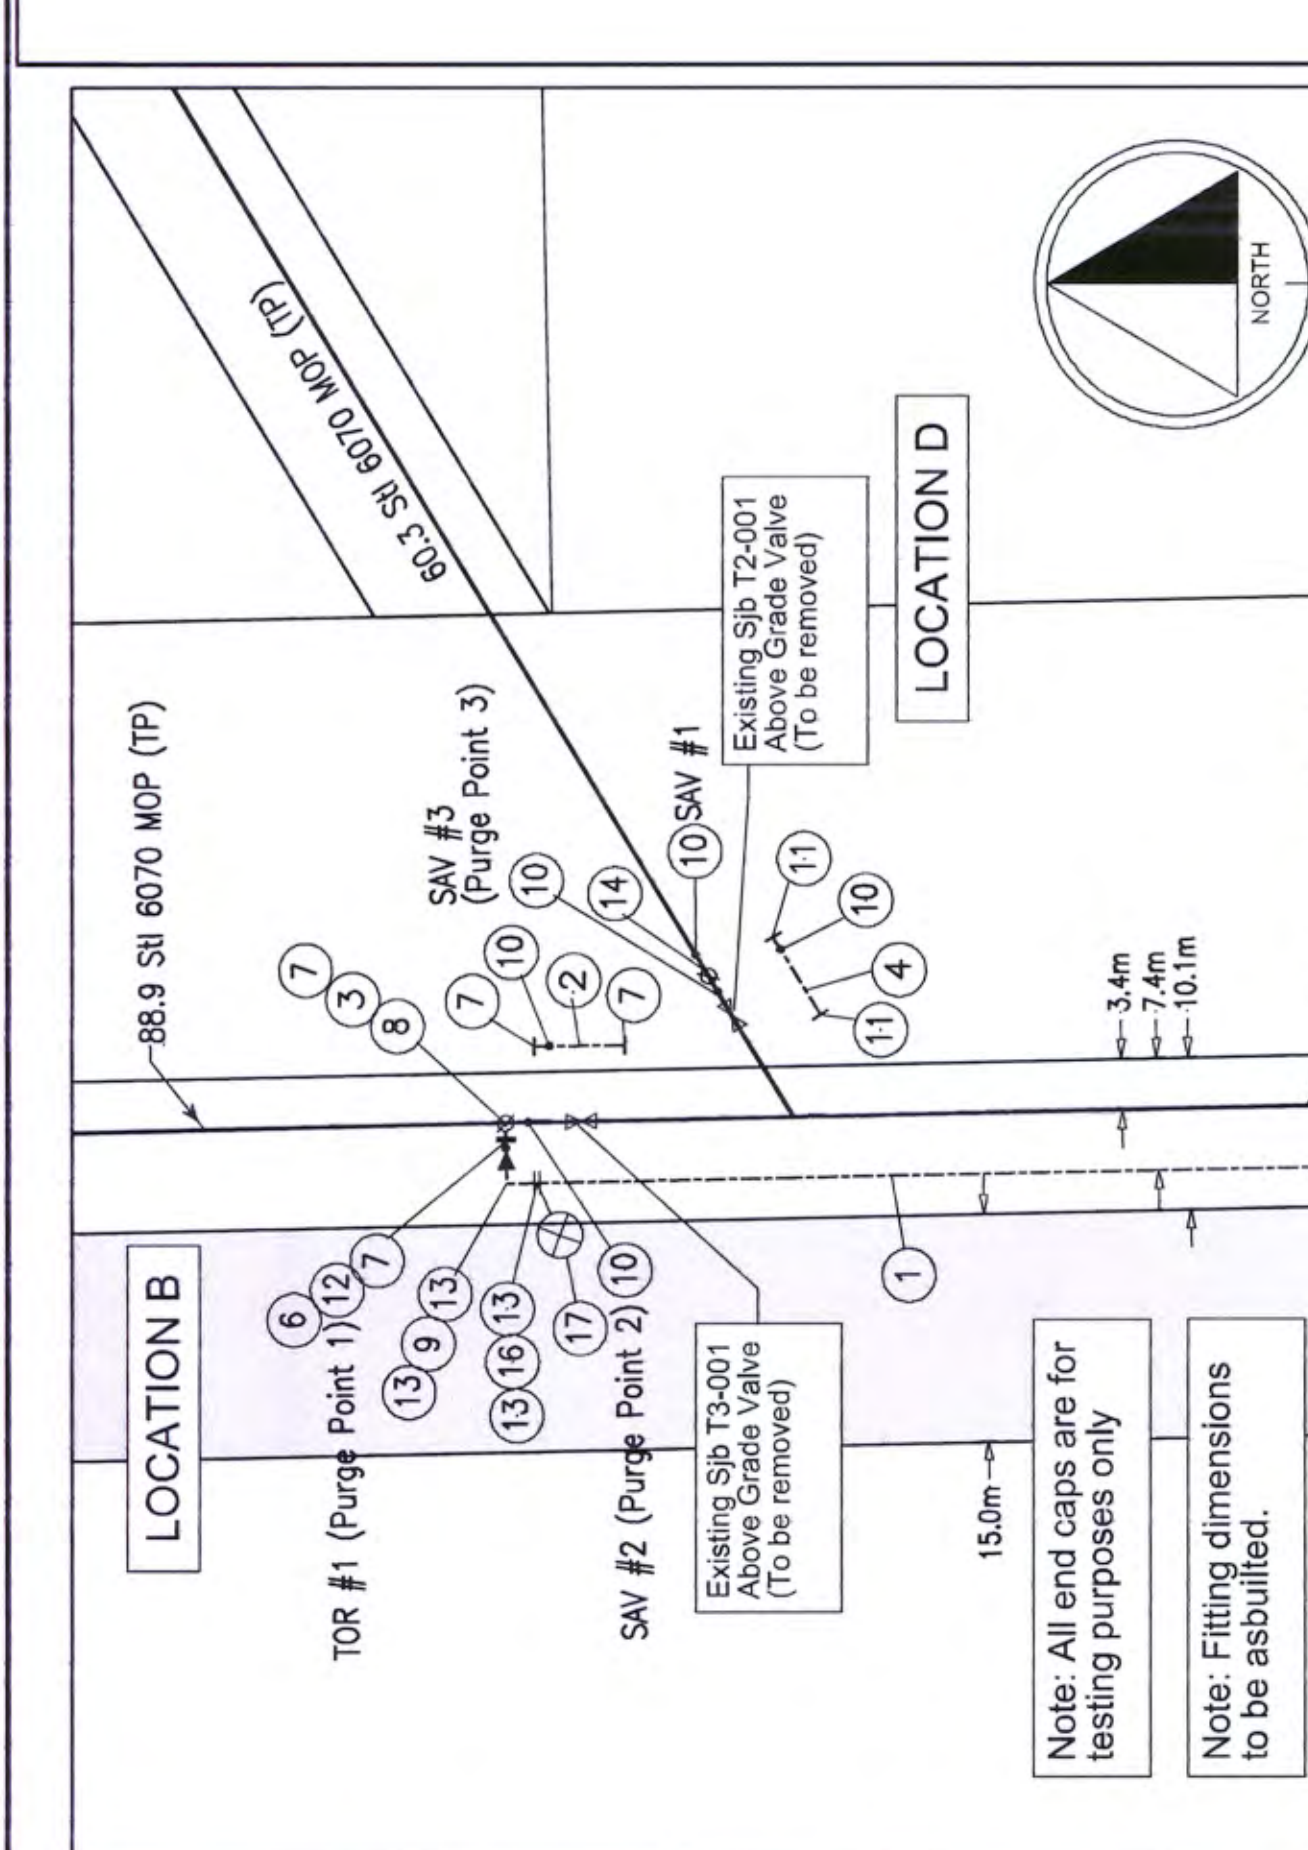 LOCATION B
88.9 Stl 6070 MOP (TP)
60.3 Stl 6070 MOP (TP)
7
3
8
6
12
7
TOR #1 (Purge Point 1)
13
9
13
13
16
13
17
SAV #2 (Purge Point 2)
10
SAV #3
(Purge Point 3)
7
10
2
7
10
14
10
SAV #1
Existing Sjb T2-001
Above Grade Valve
(To be removed)
LOCATION D
11
10
4
11
Existing Sjb T3-001
Above Grade Valve
(To be removed)
1
15.0m
3.4m
7.4m
10.1m
NORTH
Note: All end caps are for
testing purposes only
Note: Fitting dimensions
to be asbuilted.